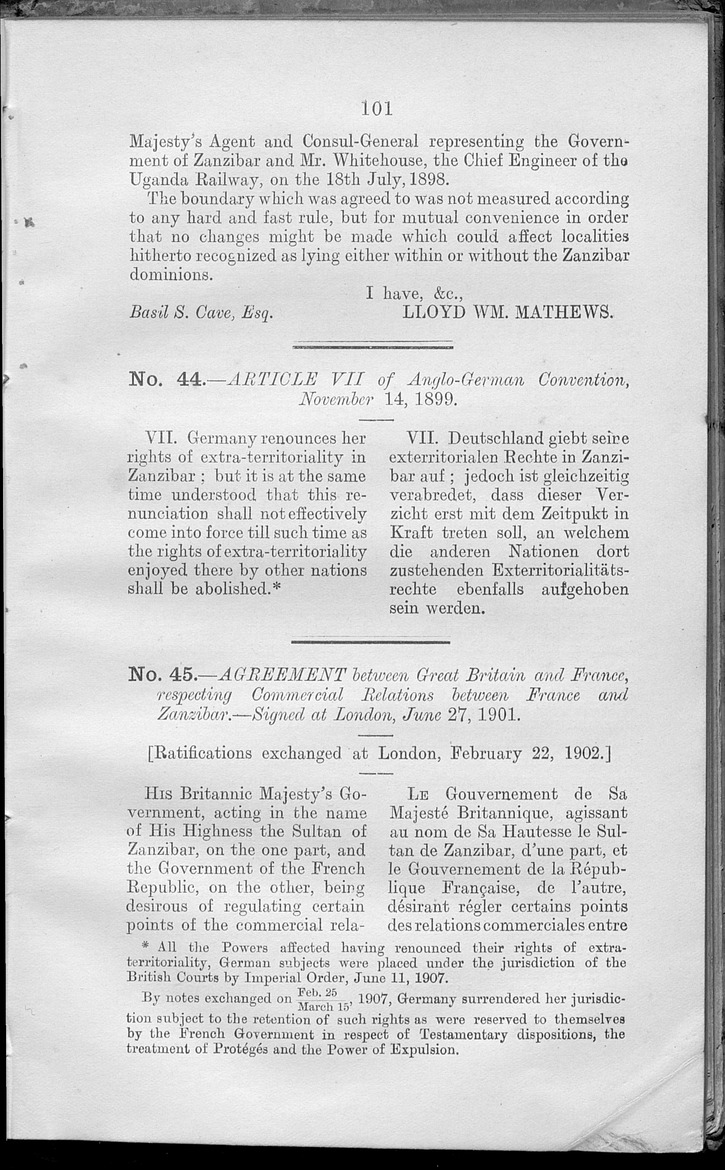 101
Majesty's Agent and Consul-General representing the Govern-
ment of Zanzibar and Mr. Whitehouse, the Chief Engineer of the
Uganda Railway, on the 18th July, 1898.
The boundary which was agreed to was not measured according
to any hard and fast rule, but for mutual convenience in order
that no changes might be made which could affect localities
hitherto recognized as lying either within or without the Zanzibar
dominions.
I have, &c.,
Basil S. Cave, Esq. LLOYD WM. MATHEWS.
No. 44.—ARTICLE VII of Anglo-German Convention,
November 14, 1899.
VII. Germany renounces her
rights of extra-territoriality in
Zanzibar; but it is at the same
time understood that this re-
nunciation shall not effectively
come into force till such time as
the rights of extra-territoriality
enjoyed there by other nations
shall be abolished.*
VII. Deutschland giebt seine
exterritorialen Rechte in Zanzi-
bar auf; jedoch ist gleichzeitig
verabredet, dass dieser Ver-
zicht erst mit dem Zeitpukt in
Kraft treten soll, an welchem
die anderen Nationen dort
zustehenden Exterritorialitäts-
rechte ebenfalls aufgehoben
sein werden.
No. 45.—AGREEMENT between Great Britain and France,
respecting Commercial Relations between France and
Zanzibar.—Signed at London, June 27, 1901.
[Ratifications exchanged at London, February 22, 1902.]
His Britannic Majesty's Go-
vernment, acting in the name
of His Highness the Sultan of
Zanzibar, on the one part, and
the Government of the French
Republic, on the other, being
desirous of regulating certain
points of the commercial rela-
Le Gouvernement de Sa
Majesté Britannique, agissant
au nom de Sa Hautesse le Sul-
tan de Zanzibar, d'une part, et
le Gouvernement de la Répub-
lique Française, de l'autre,
désirant régler certains points
des relations commerciales entre
* All the Powers affected having renounced their rights of extra-
territoriality, German subjects were placed under the jurisdiction of the
British Courts by Imperial Order, June 11, 1907.
By notes exchanged on Feb. 25/March 15, 1907, Germany surrendered her jurisdic-
tion subject to the retention of such rights as were reserved to themselves
by the French Government in respect of Testamentary dispositions, the
treatment of Protégés and the Power of Expulsion.